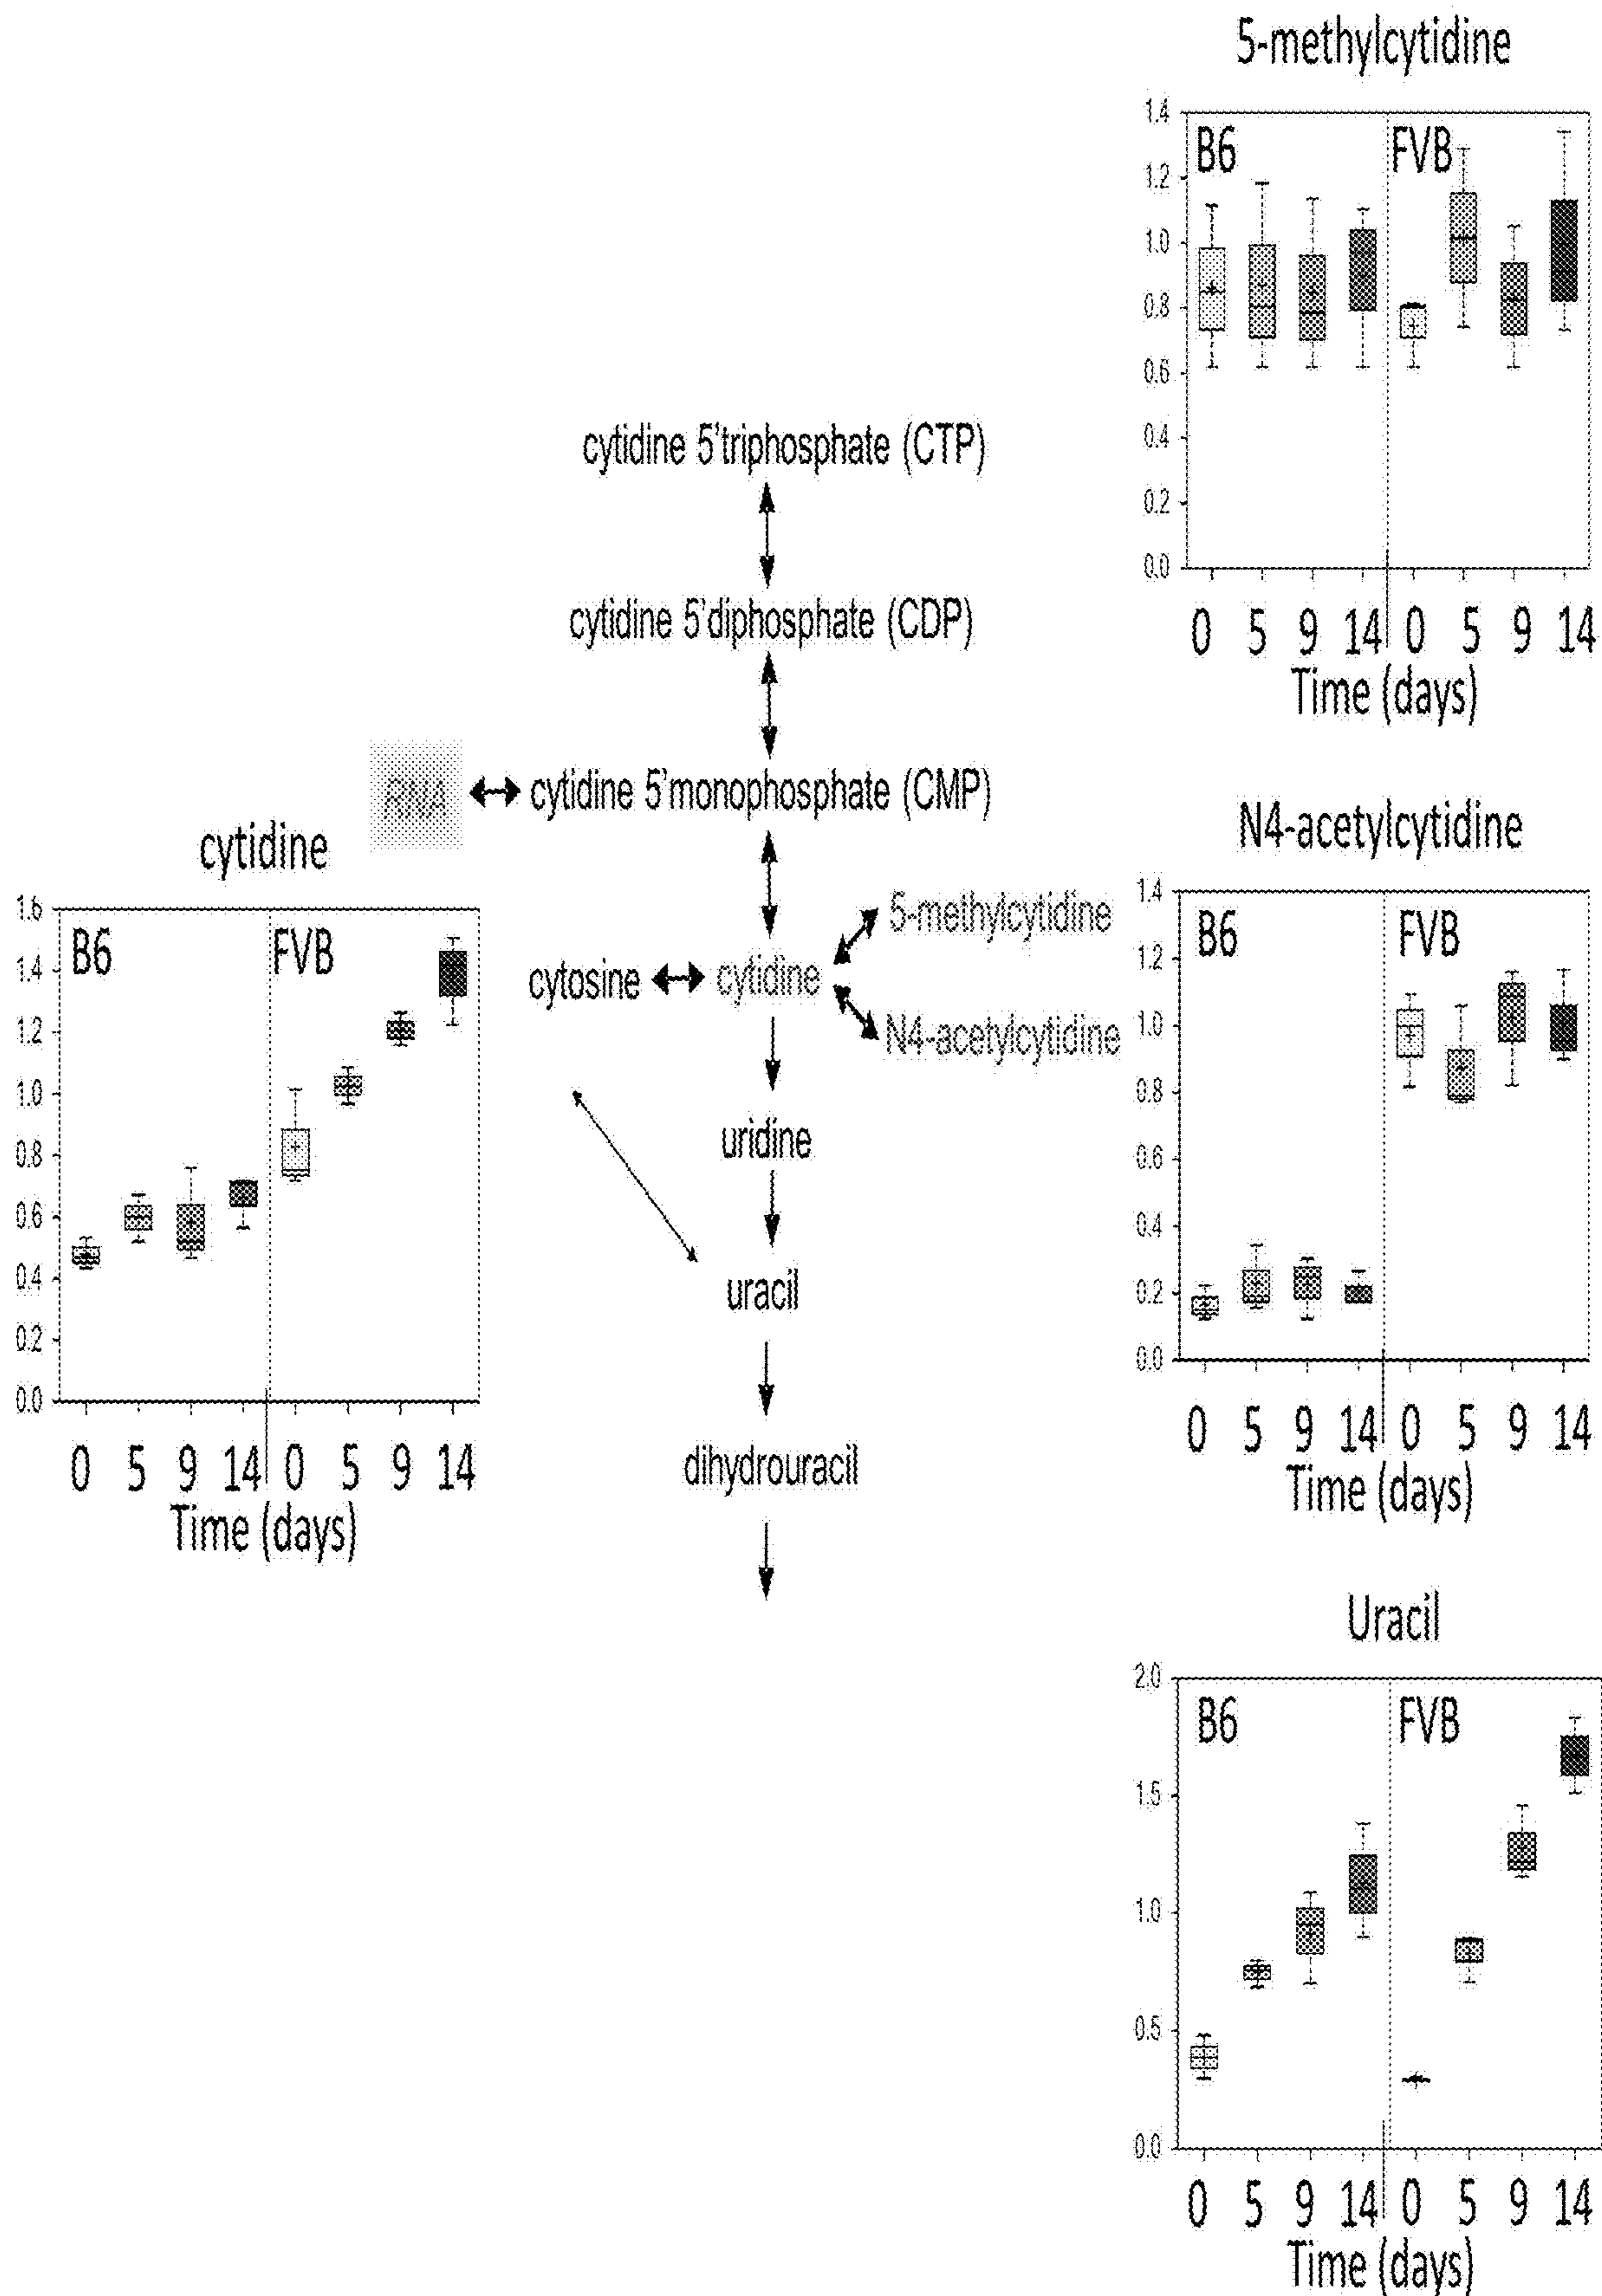 5-methylcytidine
1.4
B6 FVB
1.2
1.0
0.8
0.6
0.4
0.2
0.0
0 5 9 14 0 5 9 14
Time (days)
cytidine 5'triphosphate (CTP)
cytidine 5'diphosphate (CDP)
RNA cytidine 5'monophosphate (CMP)
cytosine cytidine 5-methylcytidine
N4-acetylcytidine
uridine
uracil
dihydrouracil
cytidine
1.6
B6 FVB
1.4
1.2
1.0
0.8
0.6
0.4
0.2
0.0
0 5 9 14 0 5 9 14
Time (days)
N4-acetylcytidine
1.4
B6 FVB
1.2
1.0
0.8
0.6
0.4
0.2
0.0
0 5 9 14 0 5 9 14
Time (days)
Uracil
2.0
B6 FVB
1.5
1.0
0.5
0.0
0 5 9 14 0 5 9 14
Time (days)